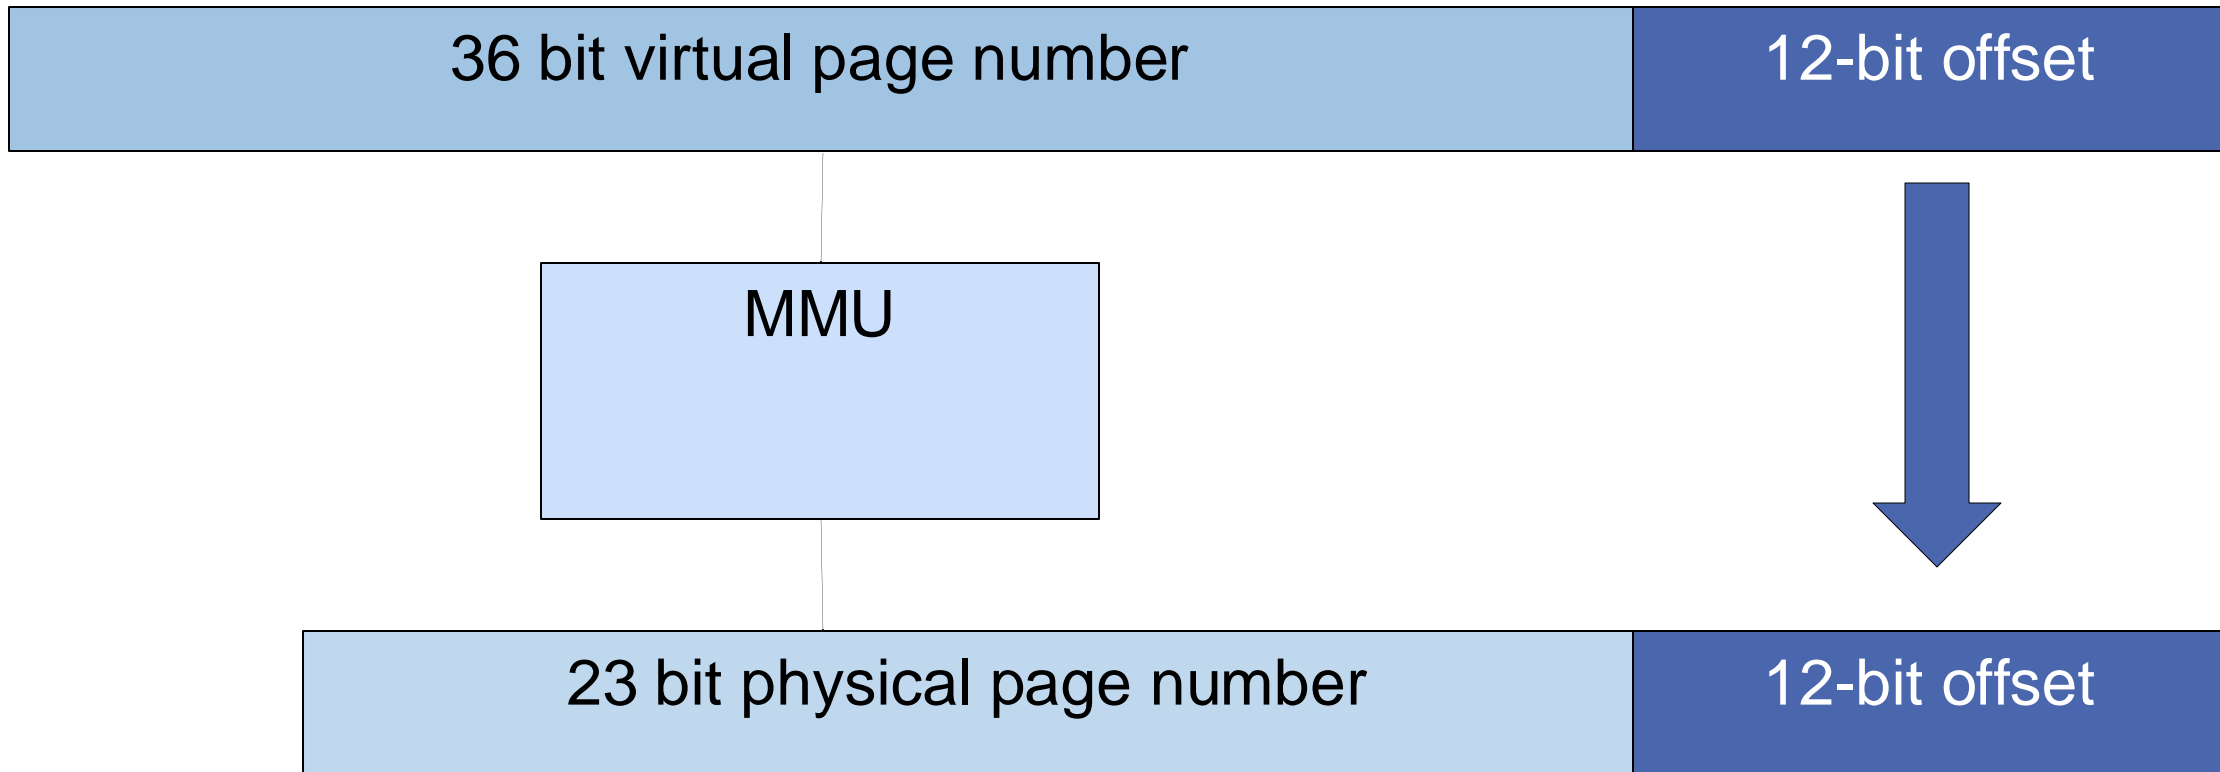 36 bit virtual page number
12-bit offset
MMU
23 bit physical page number
12-bit offset